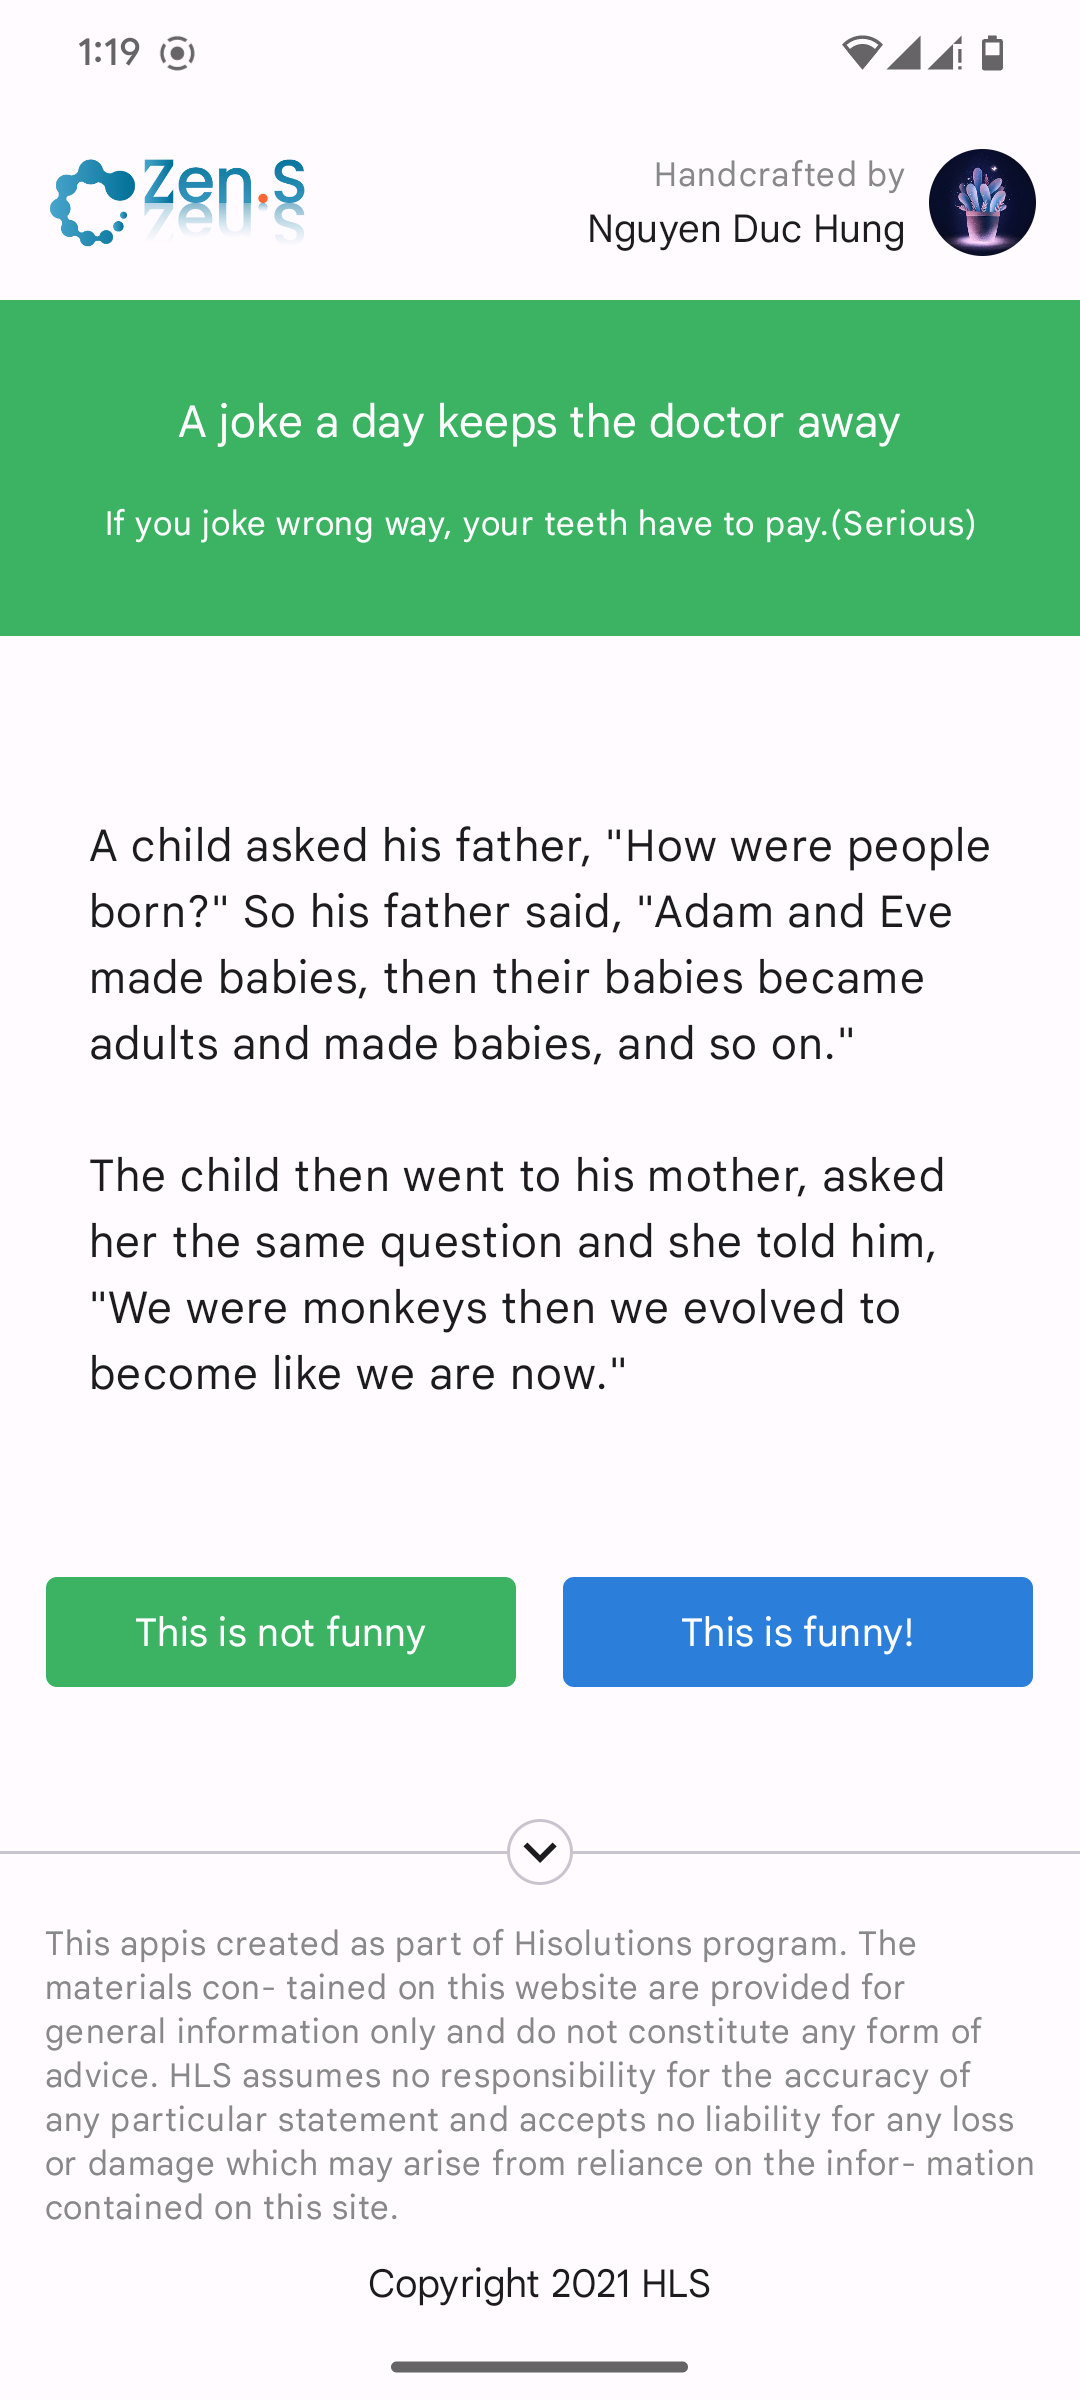 1:19
Zen.S
Handcrafted by
Nguyen Duc Hung
A joke a day keeps the doctor away
If you joke wrong way, your teeth have to pay.(Serious)
A child asked his father, "How were people
born?" So his father said, "Adam and Eve
made babies, then their babies became
adults and made babies, and so on."
The child then went to his mother, asked
her the same question and she told him,
"We were monkeys then we evolved to
become like we are now."
This is not funny
This is funny!
This appis created as part of Hisolutions program. The
materials con- tained on this website are provided for
general information only and do not constitute any form of
advice. HLS assumes no responsibility for the accuracy of
any particular statement and accepts no liability for any loss
or damage which may arise from reliance on the infor- mation
contained on this site.
Copyright 2021 HLS